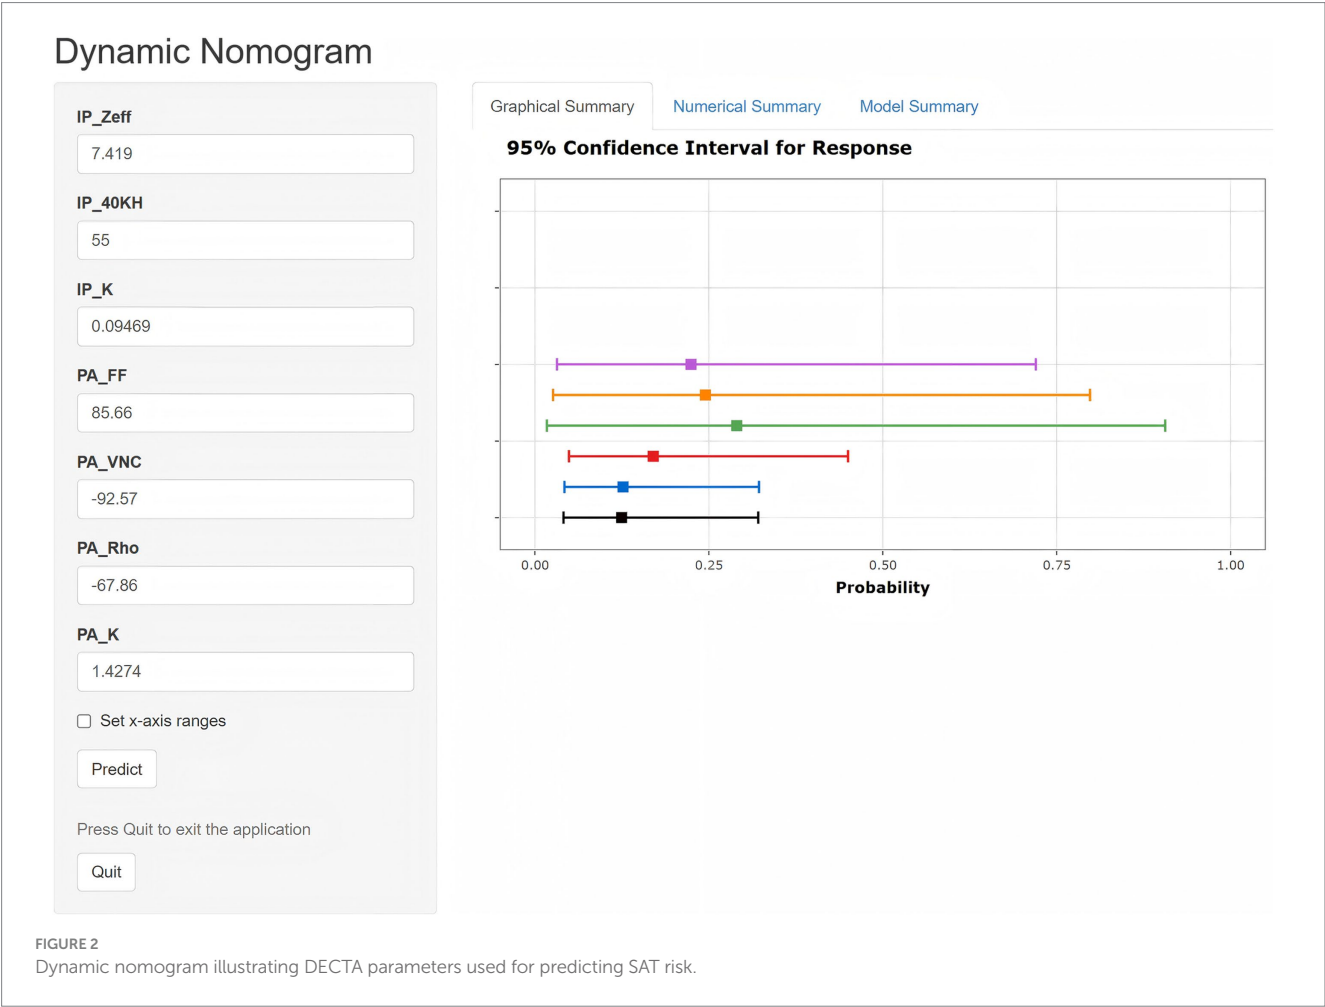 Dynamic Nomogram
IP_Zeff
7.419
IP_40KH
55
IP_K
0.09469
PA_FF
85.66
PA_VNC
-92.57
PA_Rho
-67.86
PA_K
1.4274
Set x-axis ranges
Predict
Press Quit to exit the application
Quit
Graphical Summary Numerical Summary Model Summary
95% Confidence Interval for Response
0.00 0.25 0.50 0.75 1.00
Probability
FIGURE 2
Dynamic nomogram illustrating DECTA parameters used for predicting SAT risk.